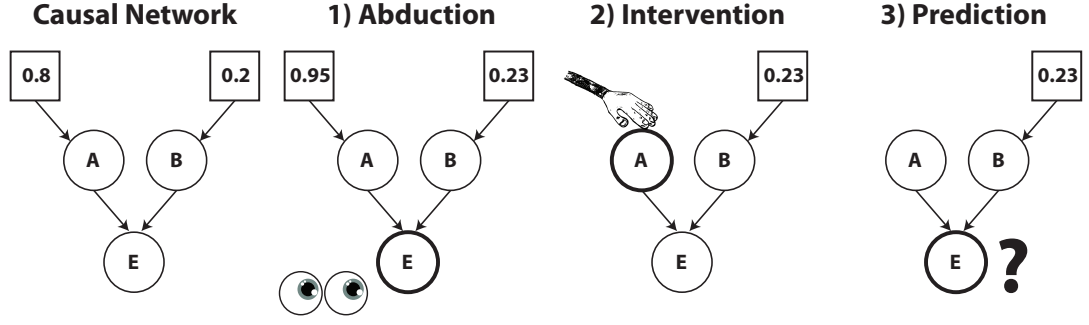 Causal Network
1) Abduction
2) Intervention
3) Prediction
0.8
0.2
0.95
0.23
0.23
0.23
A
B
A
B
A
B
A
B
E
E
E
E
?